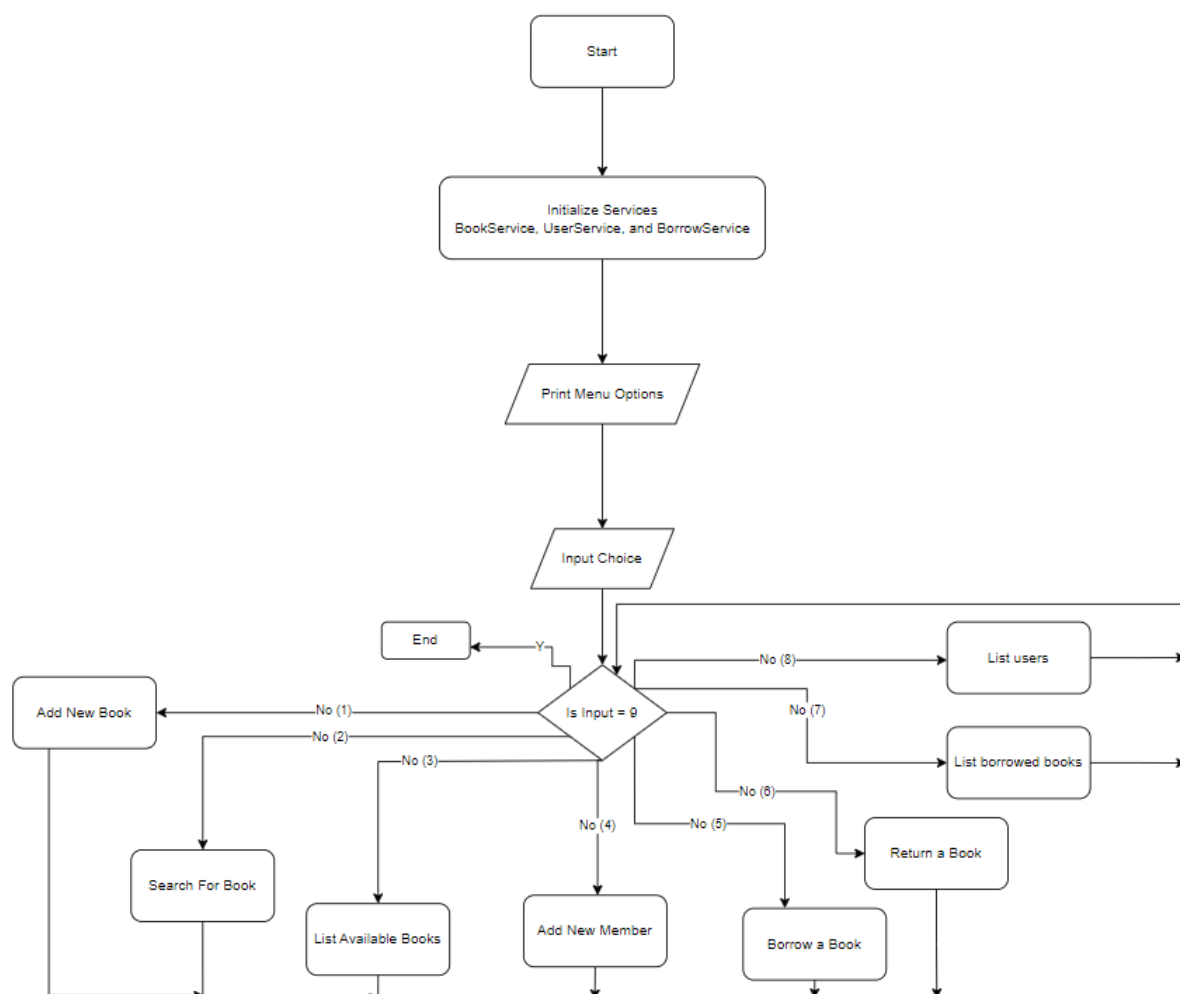 Start
Initialize Services
BookService, UserService, and BorrowService
Print Menu Options
Input Choice
End
Y
No (8)
List users
Add New Book
No (1)
Is Input = 9
No (7)
No (2)
No (3)
List borrowed books
No (6)
No (4)
No (5)
Return a Book
Search For Book
List Available Books
Add New Member
Borrow a Book